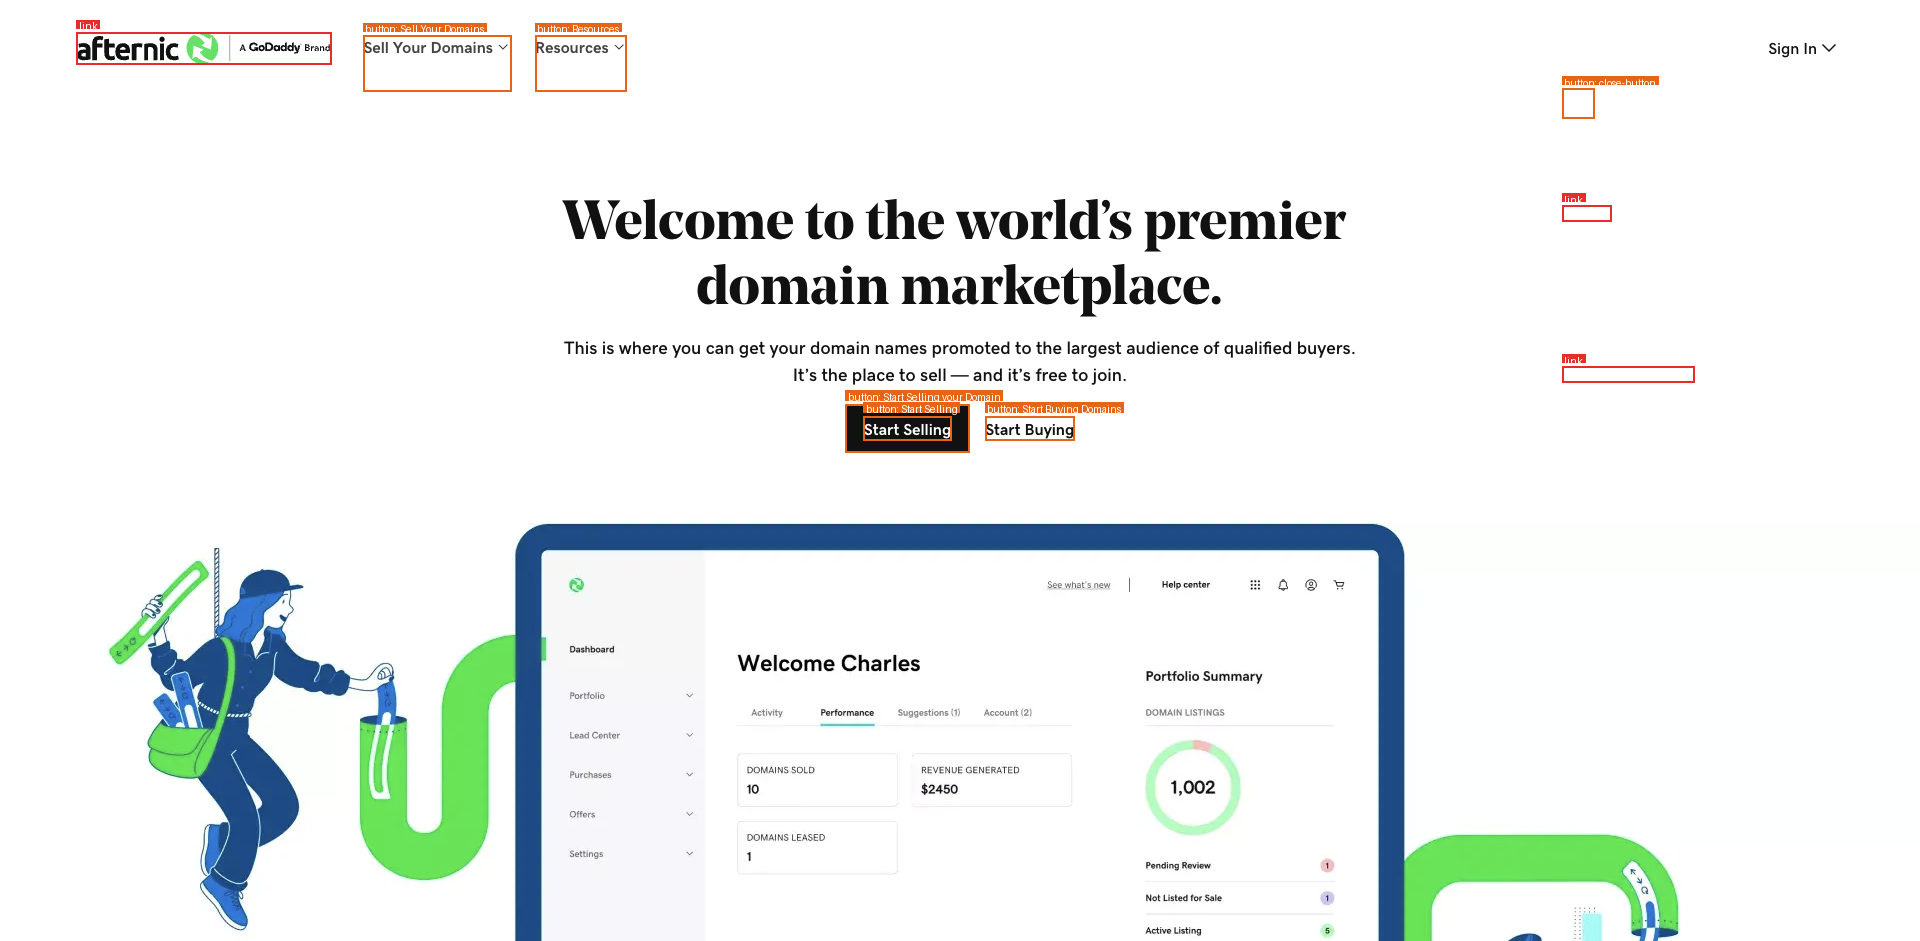 link
afternic
A GoDaddy Brand
button: Sell Your Domains
Sell Your Domains
button: Resources
Resources
Sign In
button: close-button
link
link
Welcome to the world's premier
domain marketplace.
This is where you can get your domain names promoted to the largest audience of qualified buyers.
It's the place to sell — and it's free to join.
button: Start Selling your Domain
button: Start Selling
Start Selling
button: Start Buying Domains
Start Buying
See what's new
Help center
Dashboard
Portfolio
Lead Center
Purchases
Offers
Settings
Welcome Charles
Activity
Performance
Suggestions (1)
Account (2)
DOMAINS SOLD
10
REVENUE GENERATED
$2450
DOMAINS LEASED
1
Portfolio Summary
DOMAIN LISTINGS
1,002
Pending Review 1
Not Listed for Sale 1
Active Listing 5